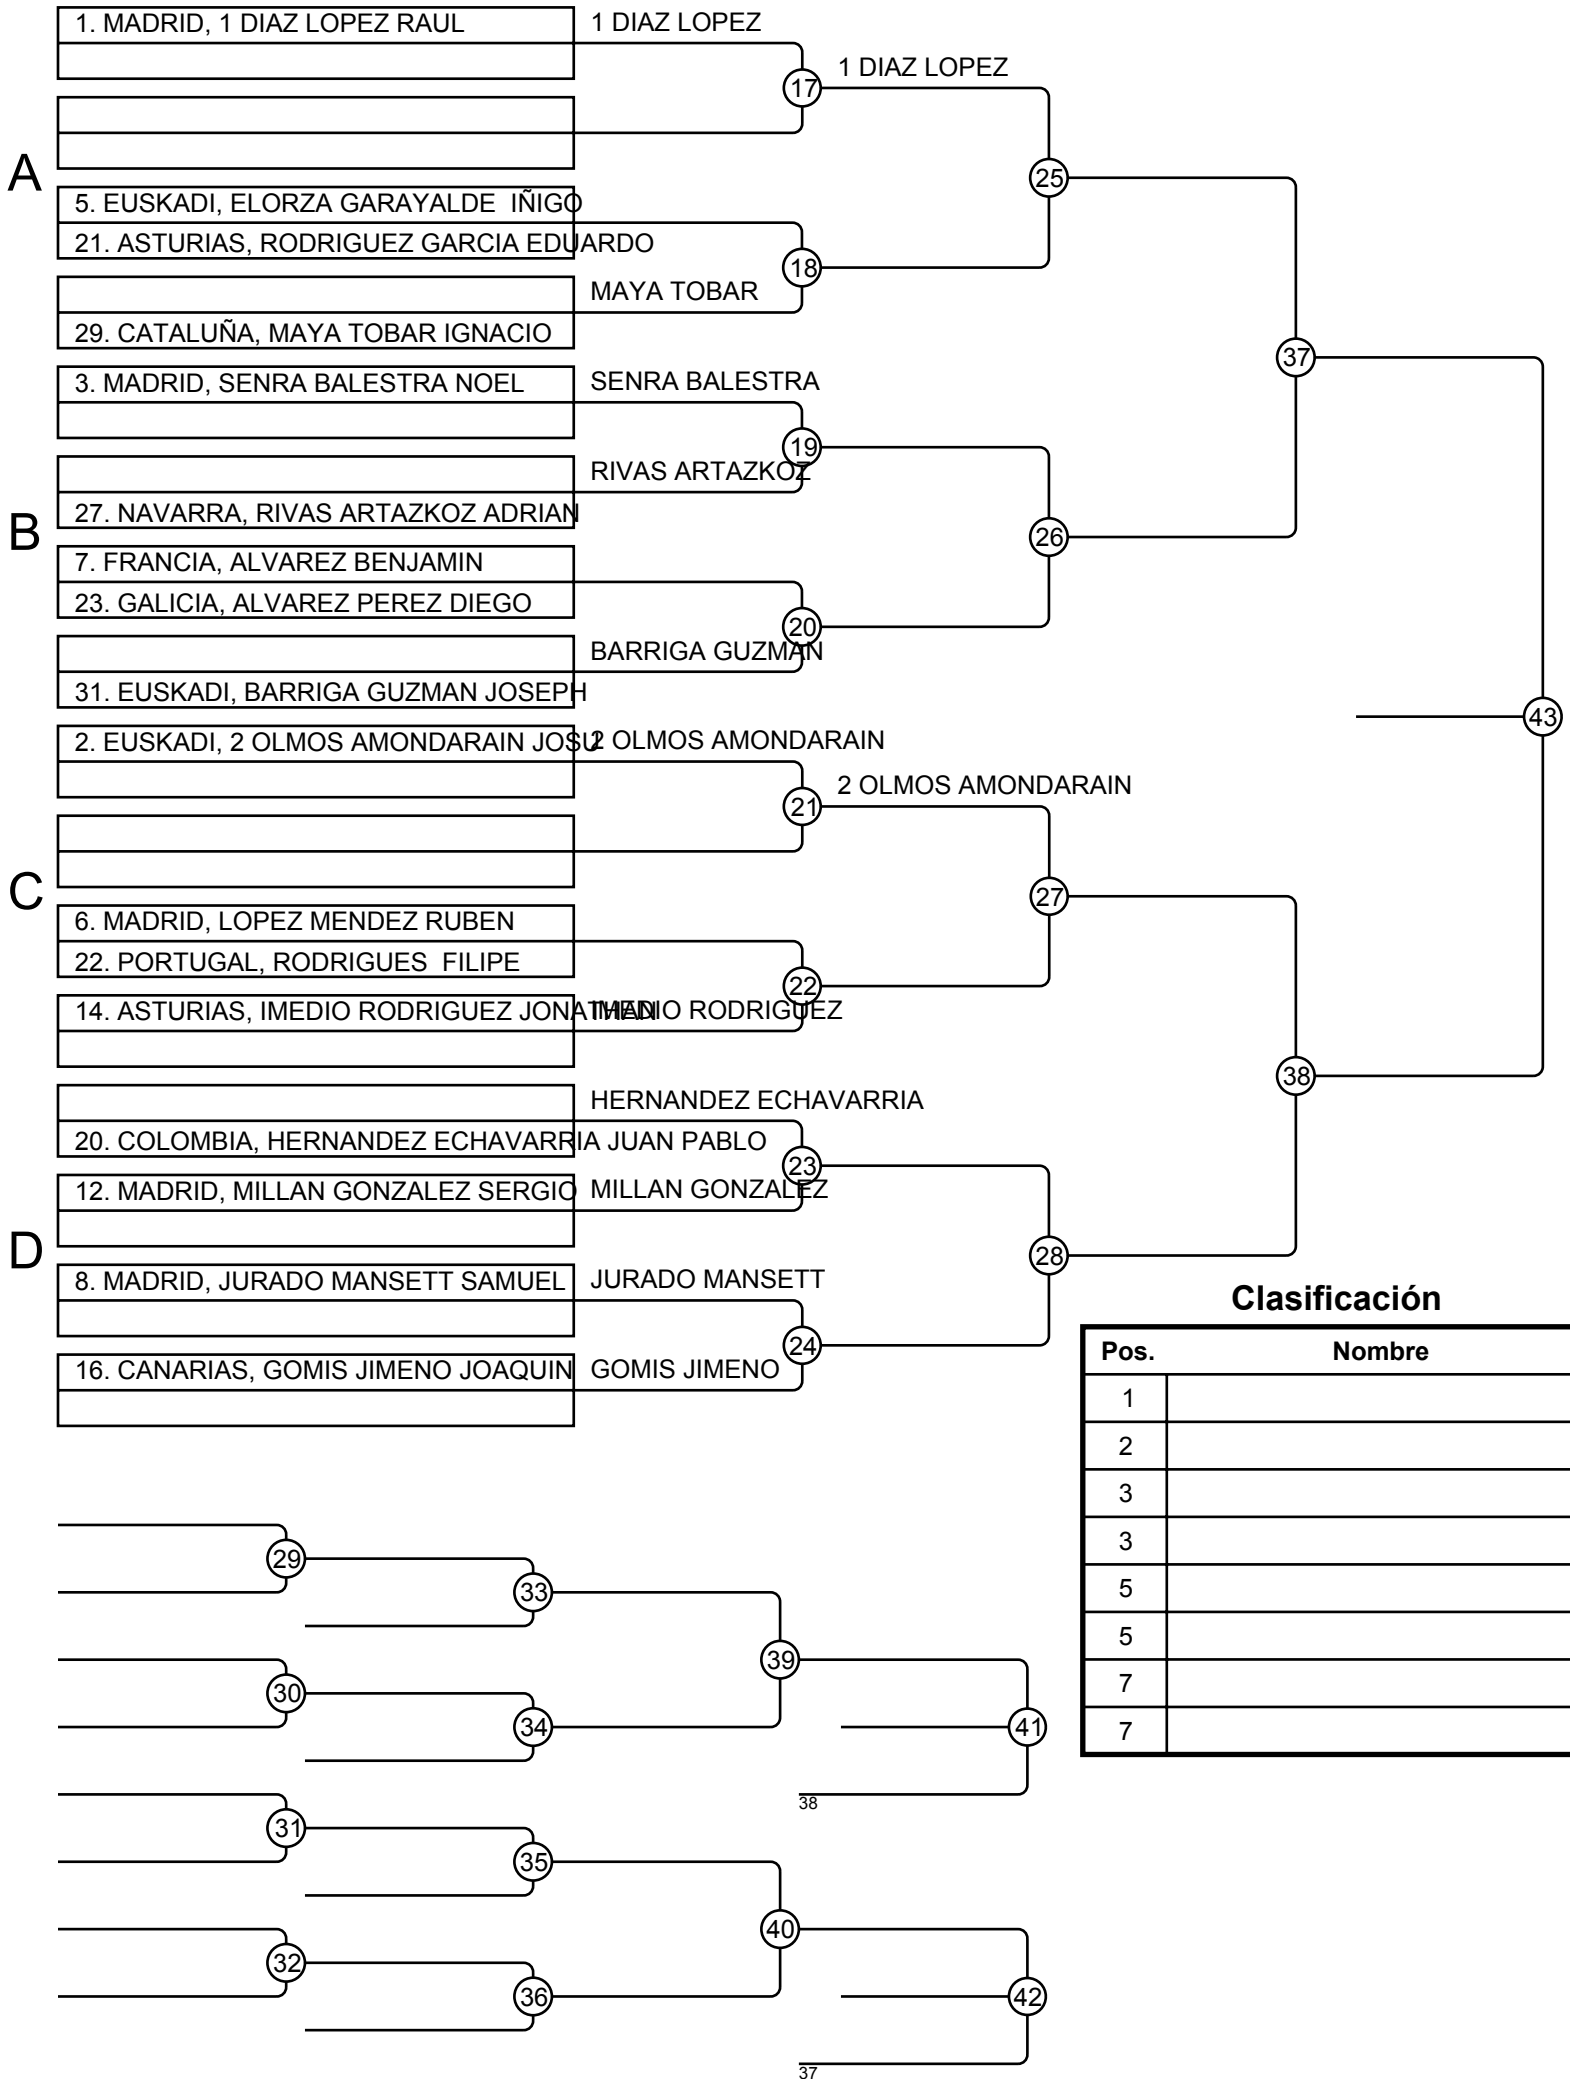 1. MADRID, 1 DIAZ LOPEZ RAUL
1 DIAZ LOPEZ
1 DIAZ LOPEZ
17
A
25
5. EUSKADI, ELORZA GARAYALDE  IÑIGO
21. ASTURIAS, RODRIGUEZ GARCIA EDUARDO
18
MAYA TOBAR
29. CATALUÑA, MAYA TOBAR IGNACIO
37
3. MADRID, SENRA BALESTRA NOEL
SENRA BALESTRA
19
RIVAS ARTAZKOZ
27. NAVARRA, RIVAS ARTAZKOZ ADRIAN
B
26
7. FRANCIA, ALVAREZ BENJAMIN
23. GALICIA, ALVAREZ PEREZ DIEGO
20
BARRIGA GUZMAN
31. EUSKADI, BARRIGA GUZMAN JOSEPH
43
2. EUSKADI, 2 OLMOS AMONDARAIN JOSU
2 OLMOS AMONDARAIN
2 OLMOS AMONDARAIN
21
C
27
6. MADRID, LOPEZ MENDEZ RUBEN
22. PORTUGAL, RODRIGUES  FILIPE
22
14. ASTURIAS, IMEDIO RODRIGUEZ JONATHAN
IMEDIO RODRIGUEZ
38
HERNANDEZ ECHAVARRIA
20. COLOMBIA, HERNANDEZ ECHAVARRIA JUAN PABLO
23
12. MADRID, MILLAN GONZALEZ SERGIO
MILLAN GONZALEZ
D
28
8. MADRID, JURADO MANSETT SAMUEL
JURADO MANSETT
24
16. CANARIAS, GOMIS JIMENO JOAQUIN
GOMIS JIMENO
Clasificación
Pos. Nombre
1
2
3
3
5
5
7
7
29
33
39
30
34
41
38
31
35
40
32
36
42
37